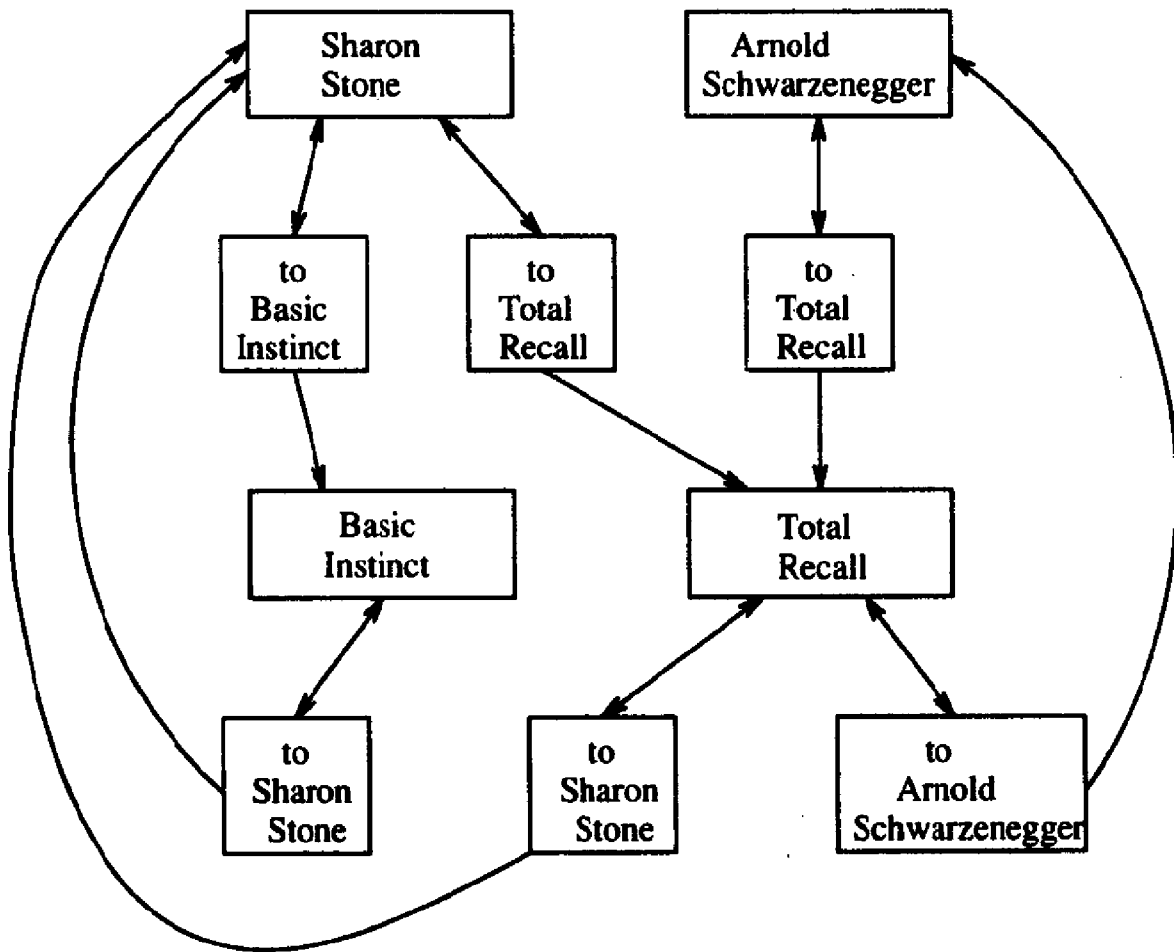 Sharon
Stone
Arnold
Schwarzenegger
to
Basic
Instinct
to
Total
Recall
to
Total
Recall
Basic
Instinct
Total
Recall
to
Sharon
Stone
to
Sharon
Stone
to
Arnold
Schwarzenegger